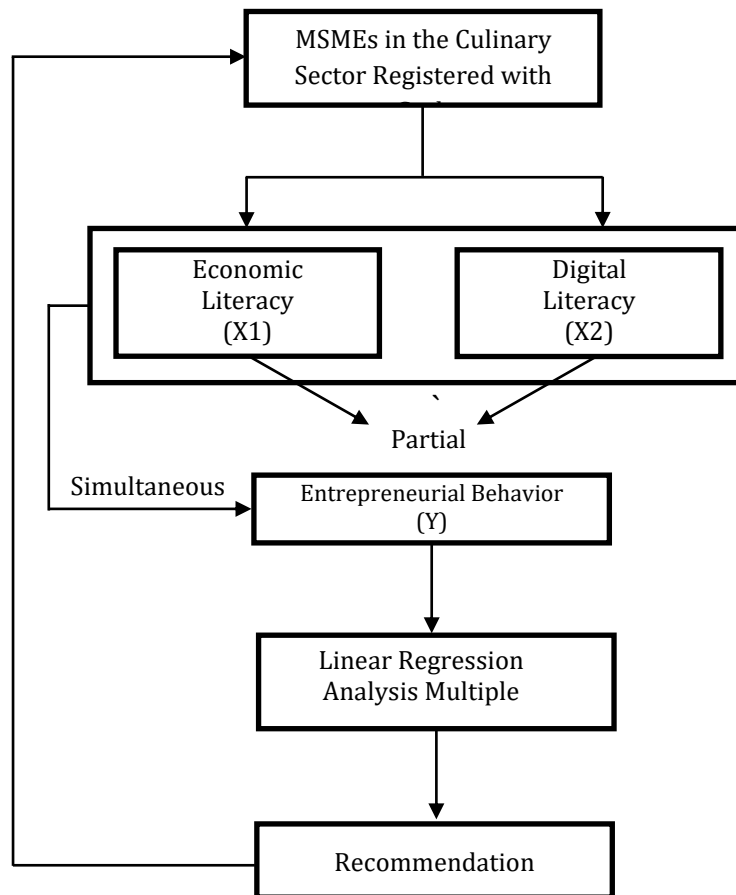 MSMEs in the Culinary
Sector Registered with
Economic
Literacy
(X1)
Digital
Literacy
(X2)
`
Partial
Simultaneous
Entrepreneurial Behavior
(Y)
Linear Regression
Analysis Multiple
Recommendation